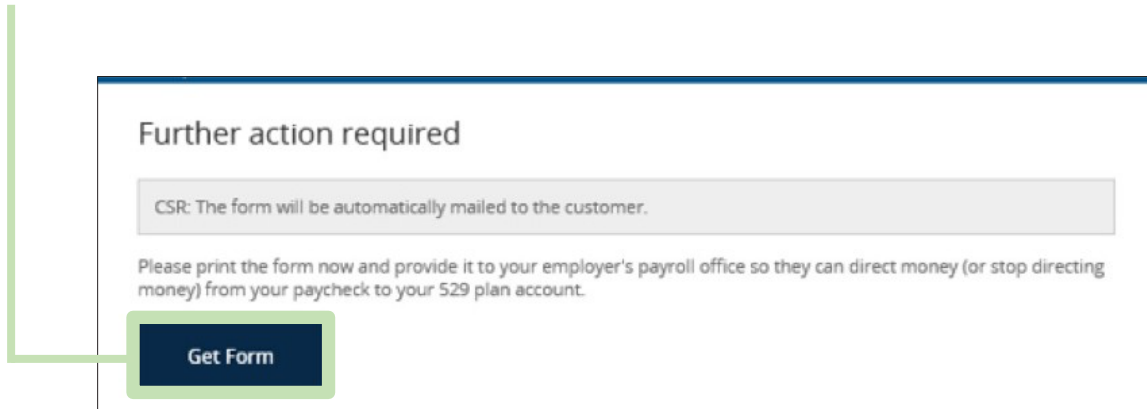 Further action required
CSR: The form will be automatically mailed to the customer.
Please print the form now and provide it to your employer's payroll office so they can direct money (or stop directing
money) from your paycheck to your 529 plan account.
Get Form